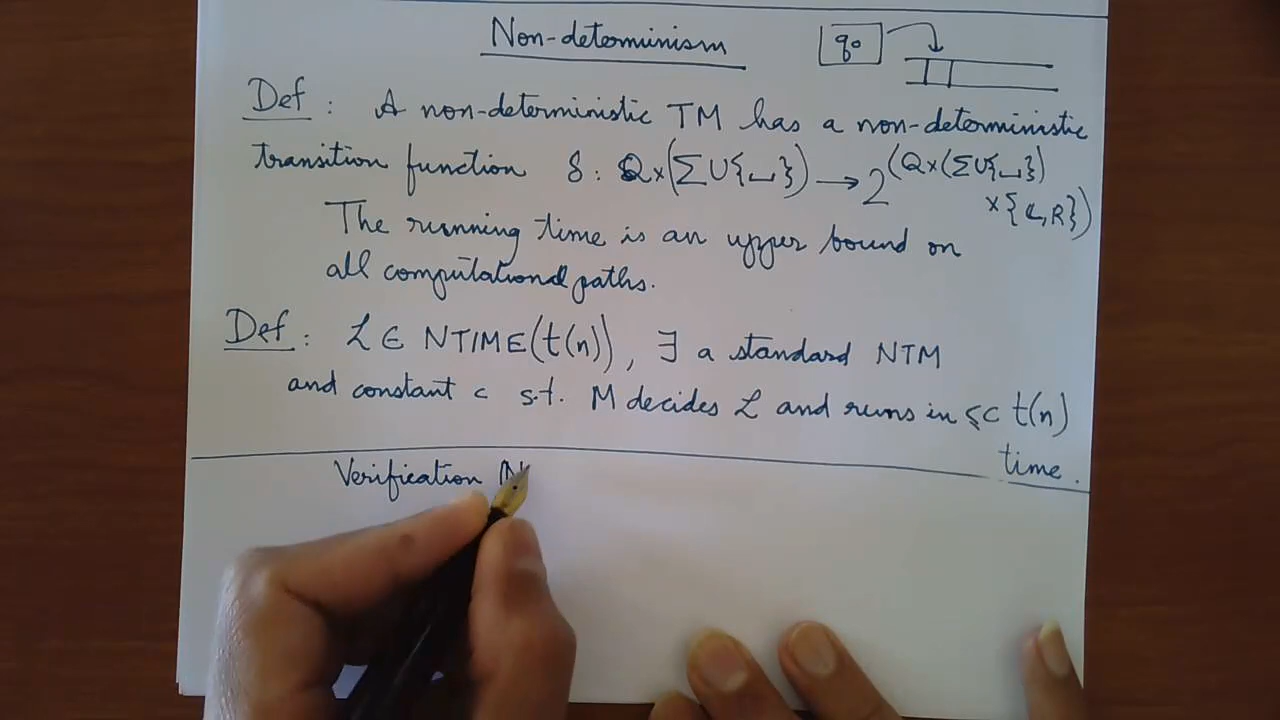 Non-determinism
q0
Def : A non-deterministic TM has a non-deterministic
transition function δ: Q×(Σ∪{␣}) → 2^(Q×(Σ∪{␣})
×{L,R})
The running time is an upper bound on
all computational paths.
Def : L ∈ NTIME(t(n)), ∃ a standard NTM
and constant c s.t. M decides L and runs in ≤c t(n)
time.
Verification